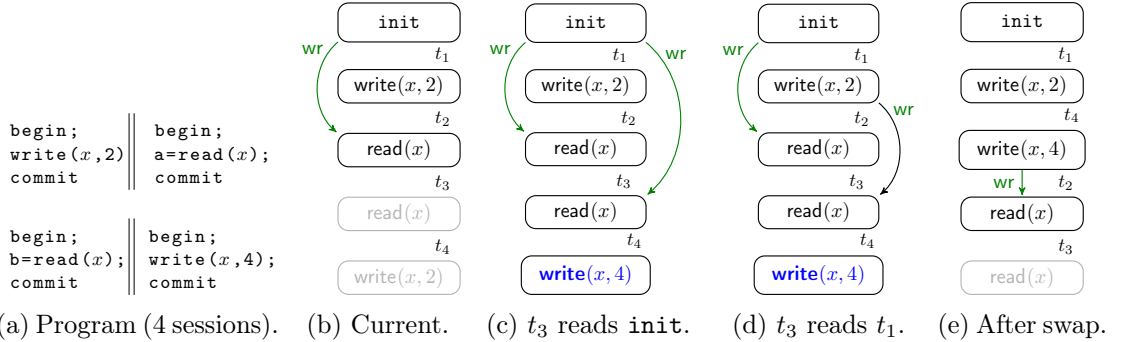 begin;
write(x,2)
commit
begin;
a=read(x);
commit
begin;
b=read(x);
commit
begin;
write(x,4);
commit
(a) Program (4 sessions).
init
wr
t1
write(x, 2)
t2
read(x)
t3
read(x)
t4
write(x, 2)
(b) Current.
init
wr
wr
t1
write(x, 2)
t2
read(x)
t3
read(x)
t4
write(x, 4)
(c) t3 reads init.
init
wr
t1
write(x, 2)
wr
t2
read(x)
t3
read(x)
t4
write(x, 4)
(d) t3 reads t1.
init
t1
write(x, 2)
t4
write(x, 4)
wr
t2
read(x)
t3
read(x)
(e) After swap.